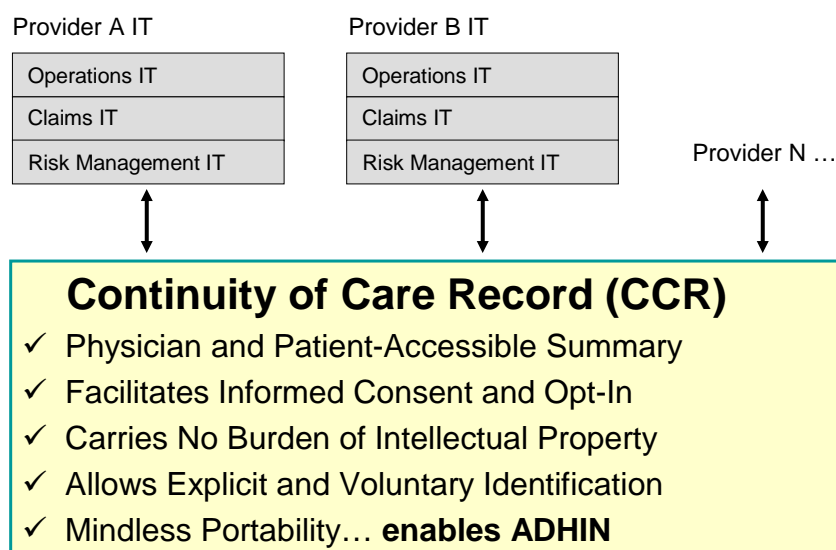 Provider A IT
Provider B IT
Operations IT
Claims IT
Risk Management IT
Operations IT
Claims IT
Risk Management IT
Provider N …
Continuity of Care Record (CCR)
✓ Physician and Patient-Accessible Summary
✓ Facilitates Informed Consent and Opt-In
✓ Carries No Burden of Intellectual Property
✓ Allows Explicit and Voluntary Identification
✓ Mindless Portability… enables ADHIN